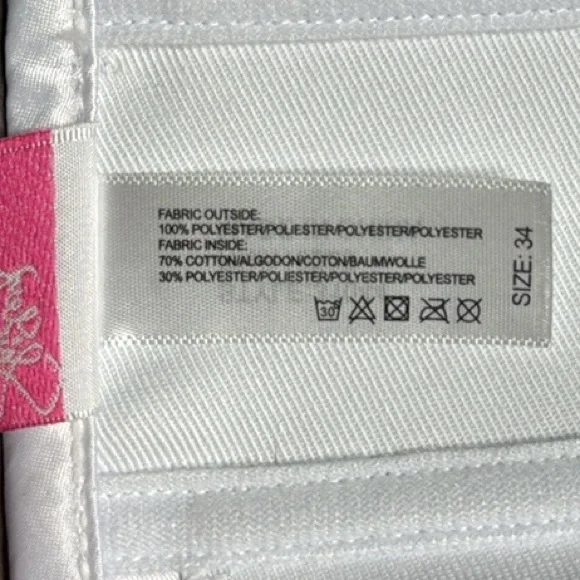 FABRIC OUTSIDE:
100% POLYESTER/POLIESTER/POLYESTER/POLYESTER
FABRIC INSIDE:
70% COTTON/ALGODON/COTON/BAUMWOLLE
30% POLYESTER/POLIESTER/POLYESTER/POLYESTER
30
SIZE: 34